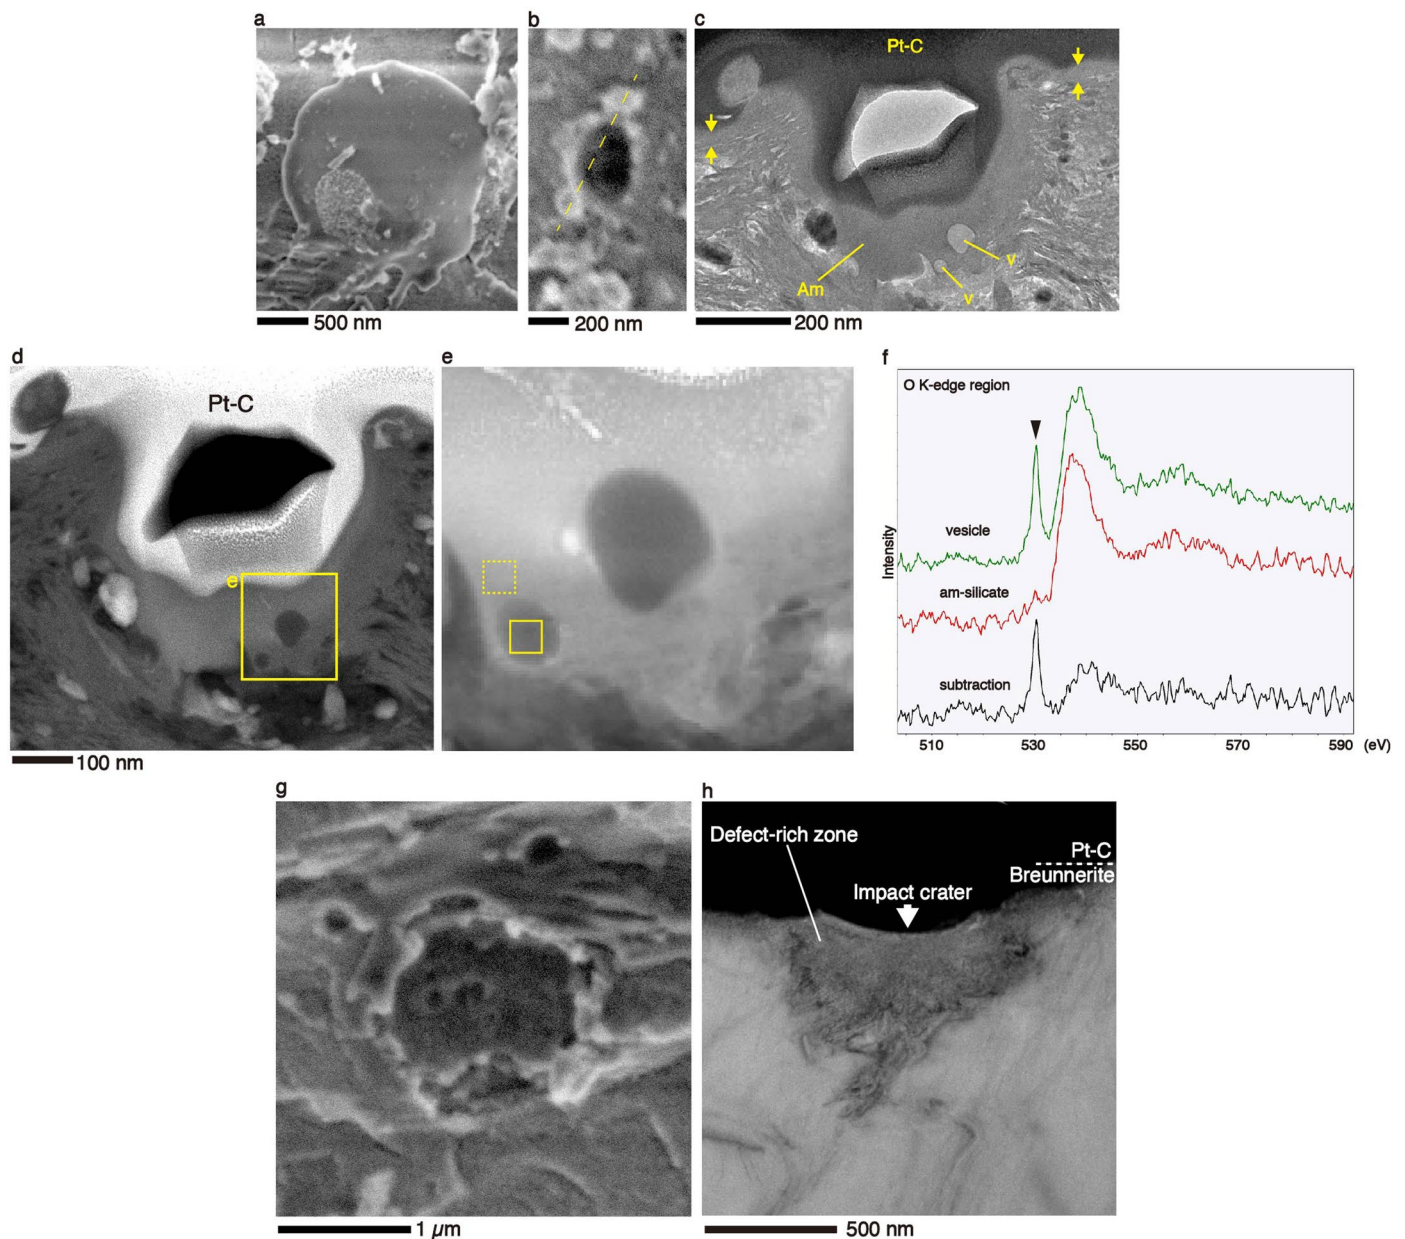 a
500 nm
b
200 nm
c
Pt-C
Am
v
v
200 nm
d
Pt-C
e
100 nm
e
f
O K-edge region
Intensity
vesicle
am-silicate
subtraction
510 530 550 570 590 (eV)
g
1 µm
h
Defect-rich zone
Impact crater
Pt-C
Breunnerite
500 nm